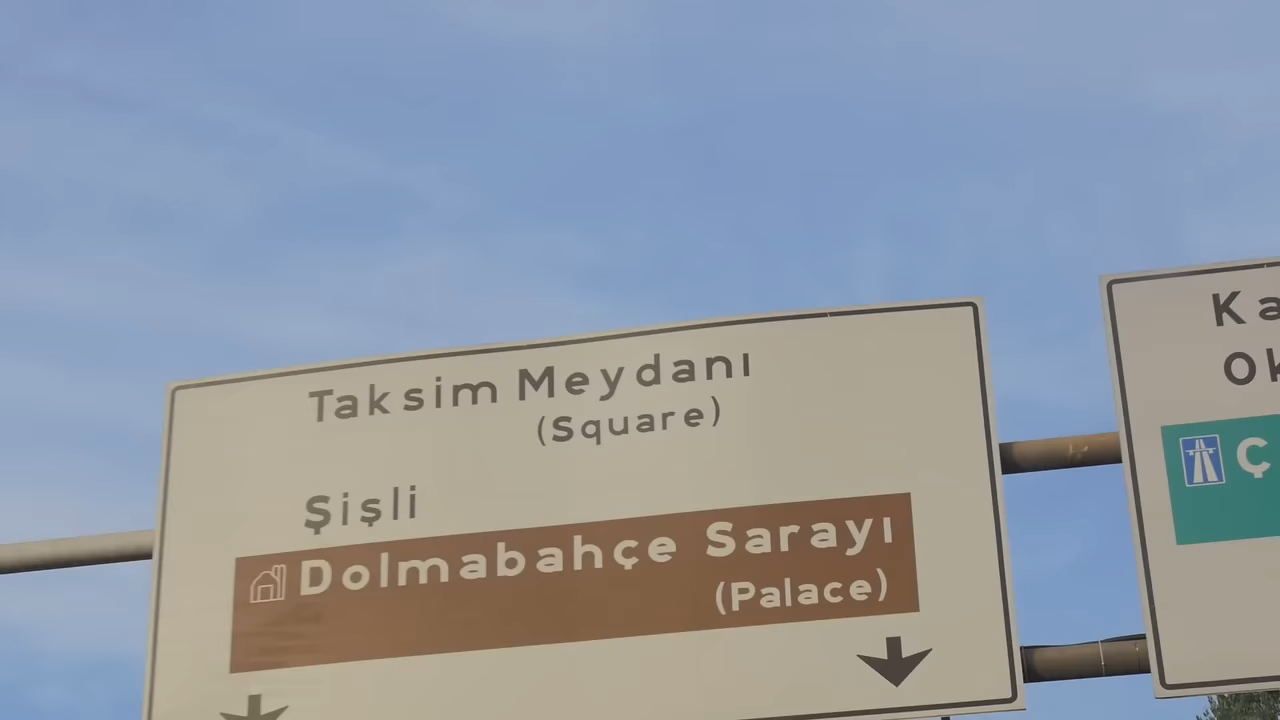 Taksim Meydanı
(Square)
Şişli
Dolmabahçe Sarayı
(Palace)